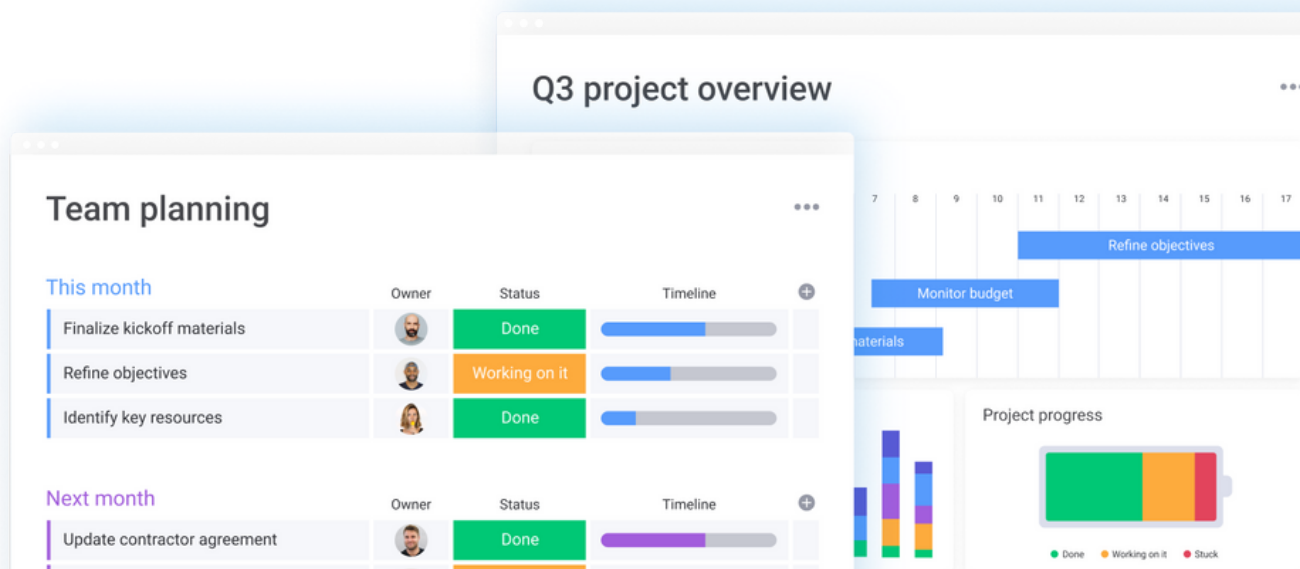 Q3 project overview
7 8 9 10 11 12 13 14 15 16 17
Refine objectives
Monitor budget
materials
Project progress
Done Working on it Stuck
Team planning
This month Owner Status Timeline
Finalize kickoff materials Done
Refine objectives Working on it
Identify key resources Done
Next month Owner Status Timeline
Update contractor agreement Done